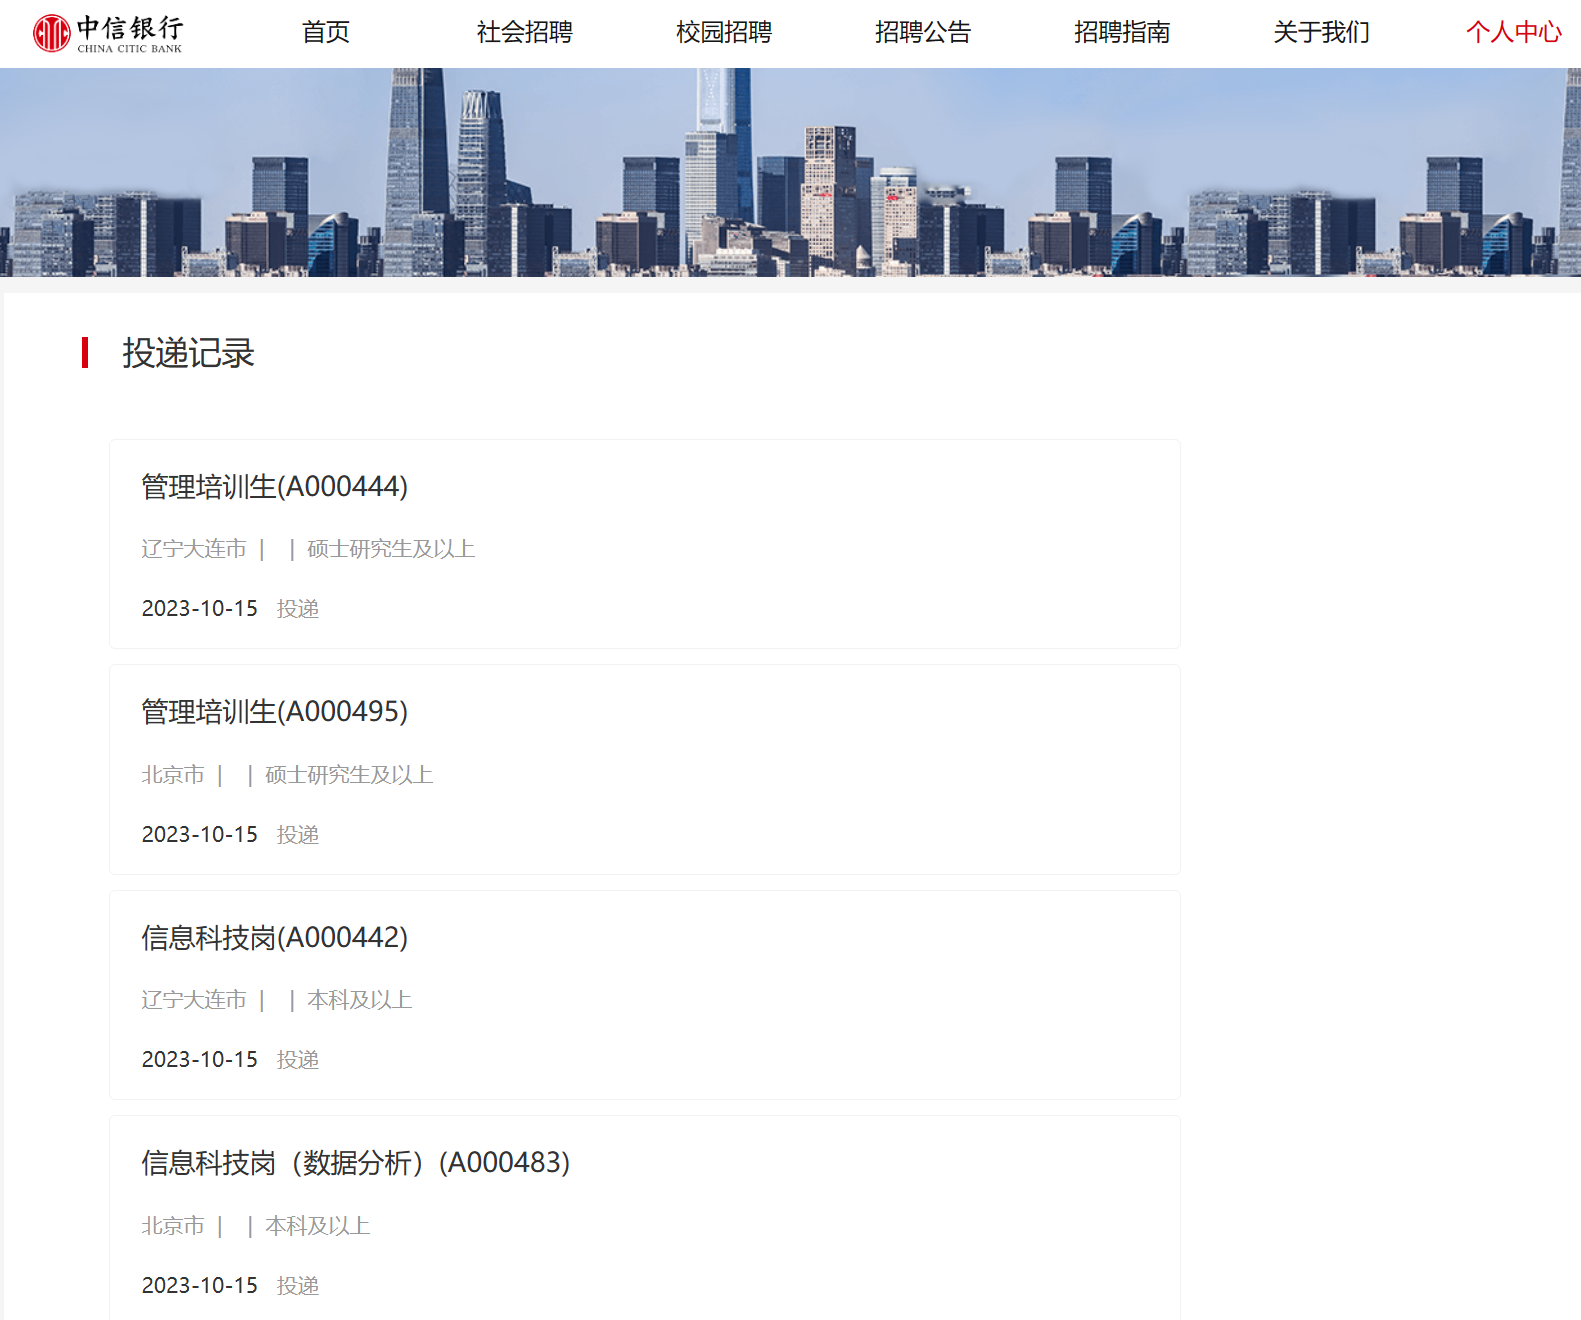 中信银行
CHINA CITIC BANK
首页 社会招聘 校园招聘 招聘公告 招聘指南 关于我们 个人中心
投递记录
管理培训生(A000444)
辽宁大连市 | | 硕士研究生及以上
2023-10-15 投递
管理培训生(A000495)
北京市 | | 硕士研究生及以上
2023-10-15 投递
信息科技岗(A000442)
辽宁大连市 | | 本科及以上
2023-10-15 投递
信息科技岗（数据分析）(A000483)
北京市 | | 本科及以上
2023-10-15 投递